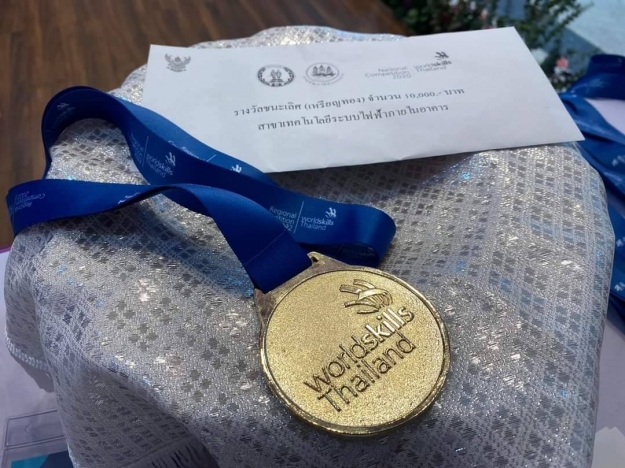 National
Competition
2020
worldskills
Thailand
รางวัลชนะเลิศ (เหรียญทอง) จำนวน 10,000.- บาท
สาขาเทคโนโลยีระบบไฟฟ้าภายในอาคาร
worldskills
Thailand
worldskills
Thailand